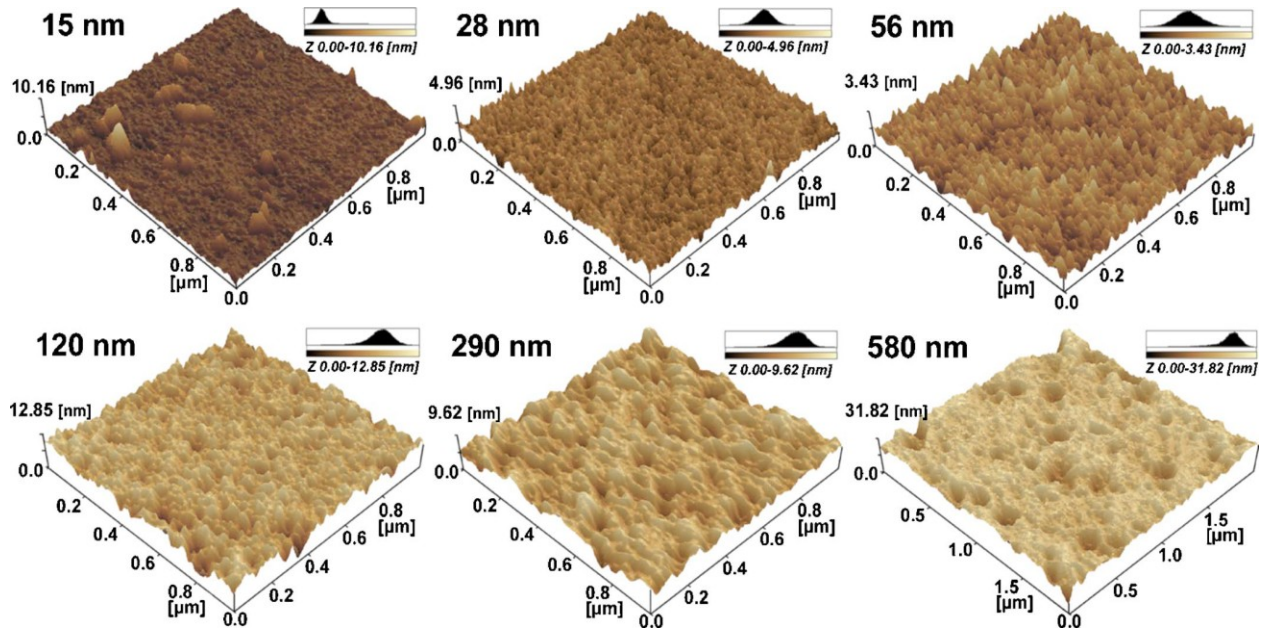 15 nm
Z 0.00-10.16 [nm]
10.16 [nm]
0.0
0.2
0.4
0.6
0.8
[µm]
0.0
0.2
0.4
0.6
0.8
[µm]
28 nm
Z 0.00-4.96 [nm]
4.96 [nm]
0.0
0.2
0.4
0.6
0.8
[µm]
0.0
0.2
0.4
0.6
0.8
[µm]
56 nm
Z 0.00-3.43 [nm]
3.43 [nm]
0.0
0.2
0.4
0.6
0.8
[µm]
0.0
0.2
0.4
0.6
0.8
[µm]
120 nm
Z 0.00-12.85 [nm]
12.85 [nm]
0.0
0.2
0.4
0.6
0.8
[µm]
0.0
0.2
0.4
0.6
0.8
[µm]
290 nm
Z 0.00-9.62 [nm]
9.62 [nm]
0.0
0.2
0.4
0.6
0.8
[µm]
0.0
0.2
0.4
0.6
0.8
[µm]
580 nm
Z 0.00-31.82 [nm]
31.82 [nm]
0.0
0.5
1.0
1.5
[µm]
0.0
0.5
1.0
1.5
[µm]